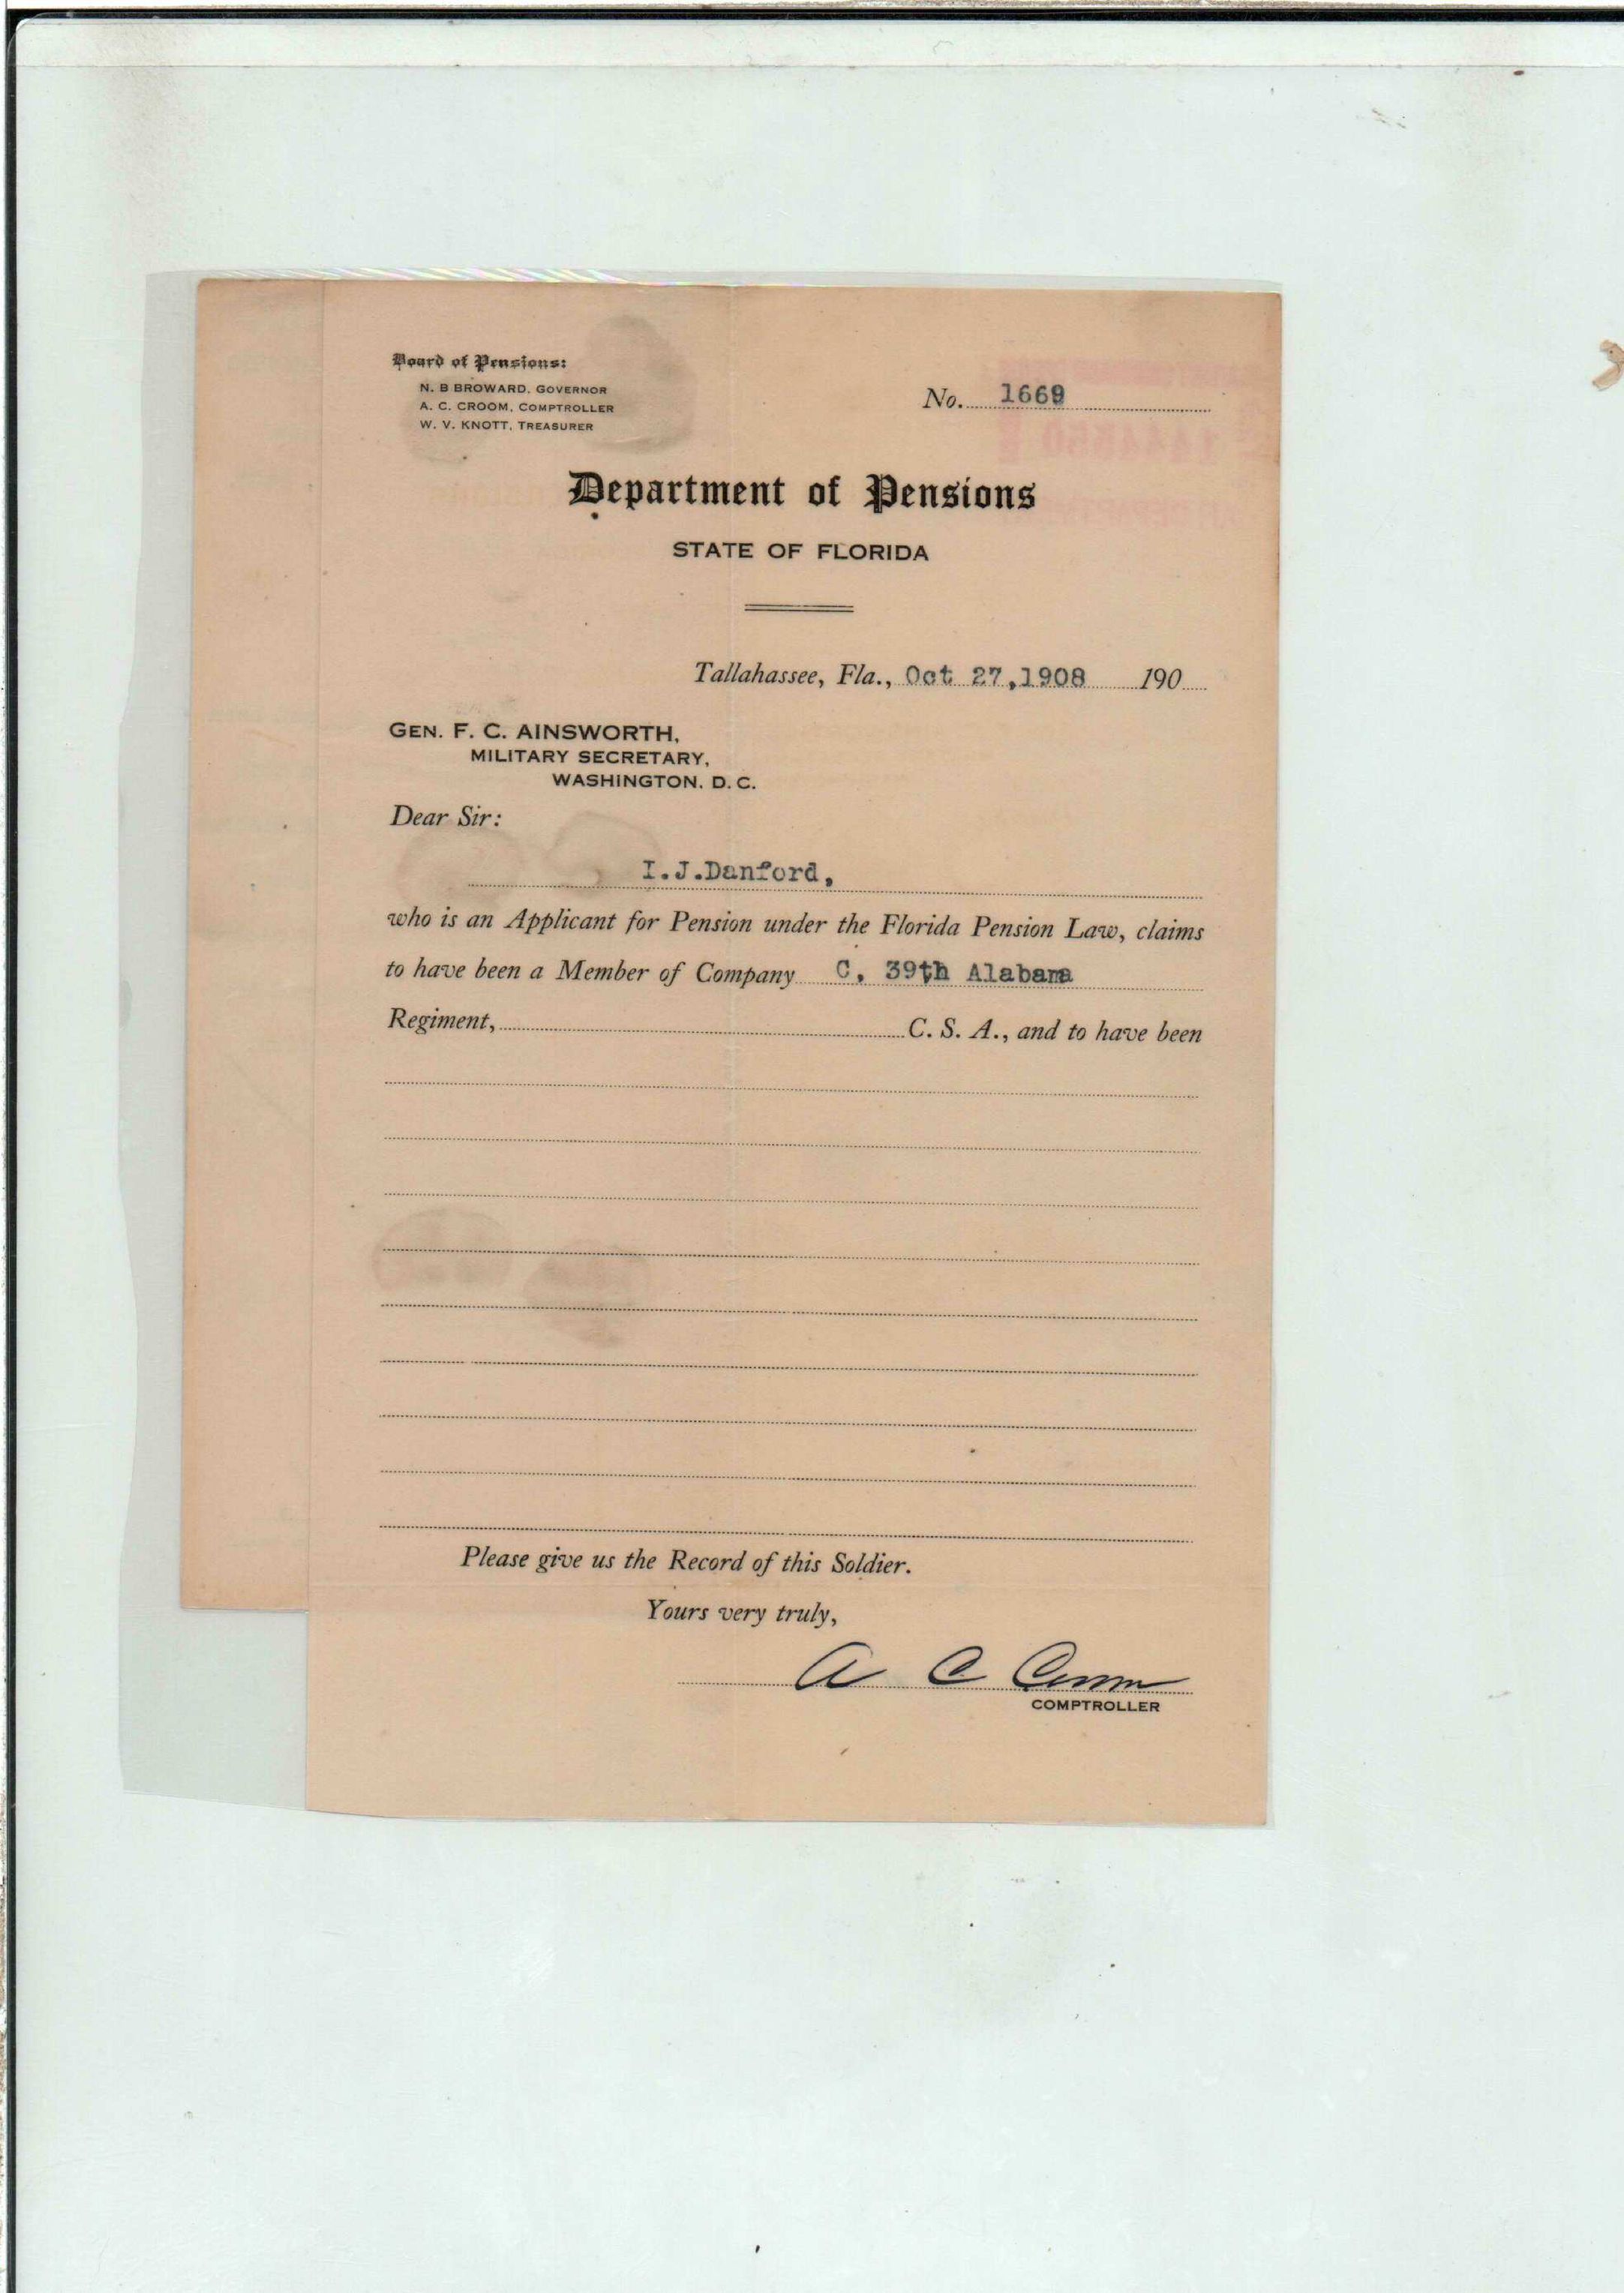 Board of Pensions:
N. B BROWARD, GOVERNOR
A. C. CROOM, COMPTROLLER
W. V. KNOTT, TREASURER
No. 1669
Department of Pensions
STATE OF FLORIDA
Tallahassee, Fla., Oct 27,1908 190
GEN. F. C. AINSWORTH,
MILITARY SECRETARY,
WASHINGTON. D. C.
Dear Sir:
I.J.Danford,
who is an Applicant for Pension under the Florida Pension Law, claims
to have been a Member of Company C, 39th Alabama
Regiment, C. S. A., and to have been
Please give us the Record of this Soldier.
Yours very truly,
A C Croom
COMPTROLLER